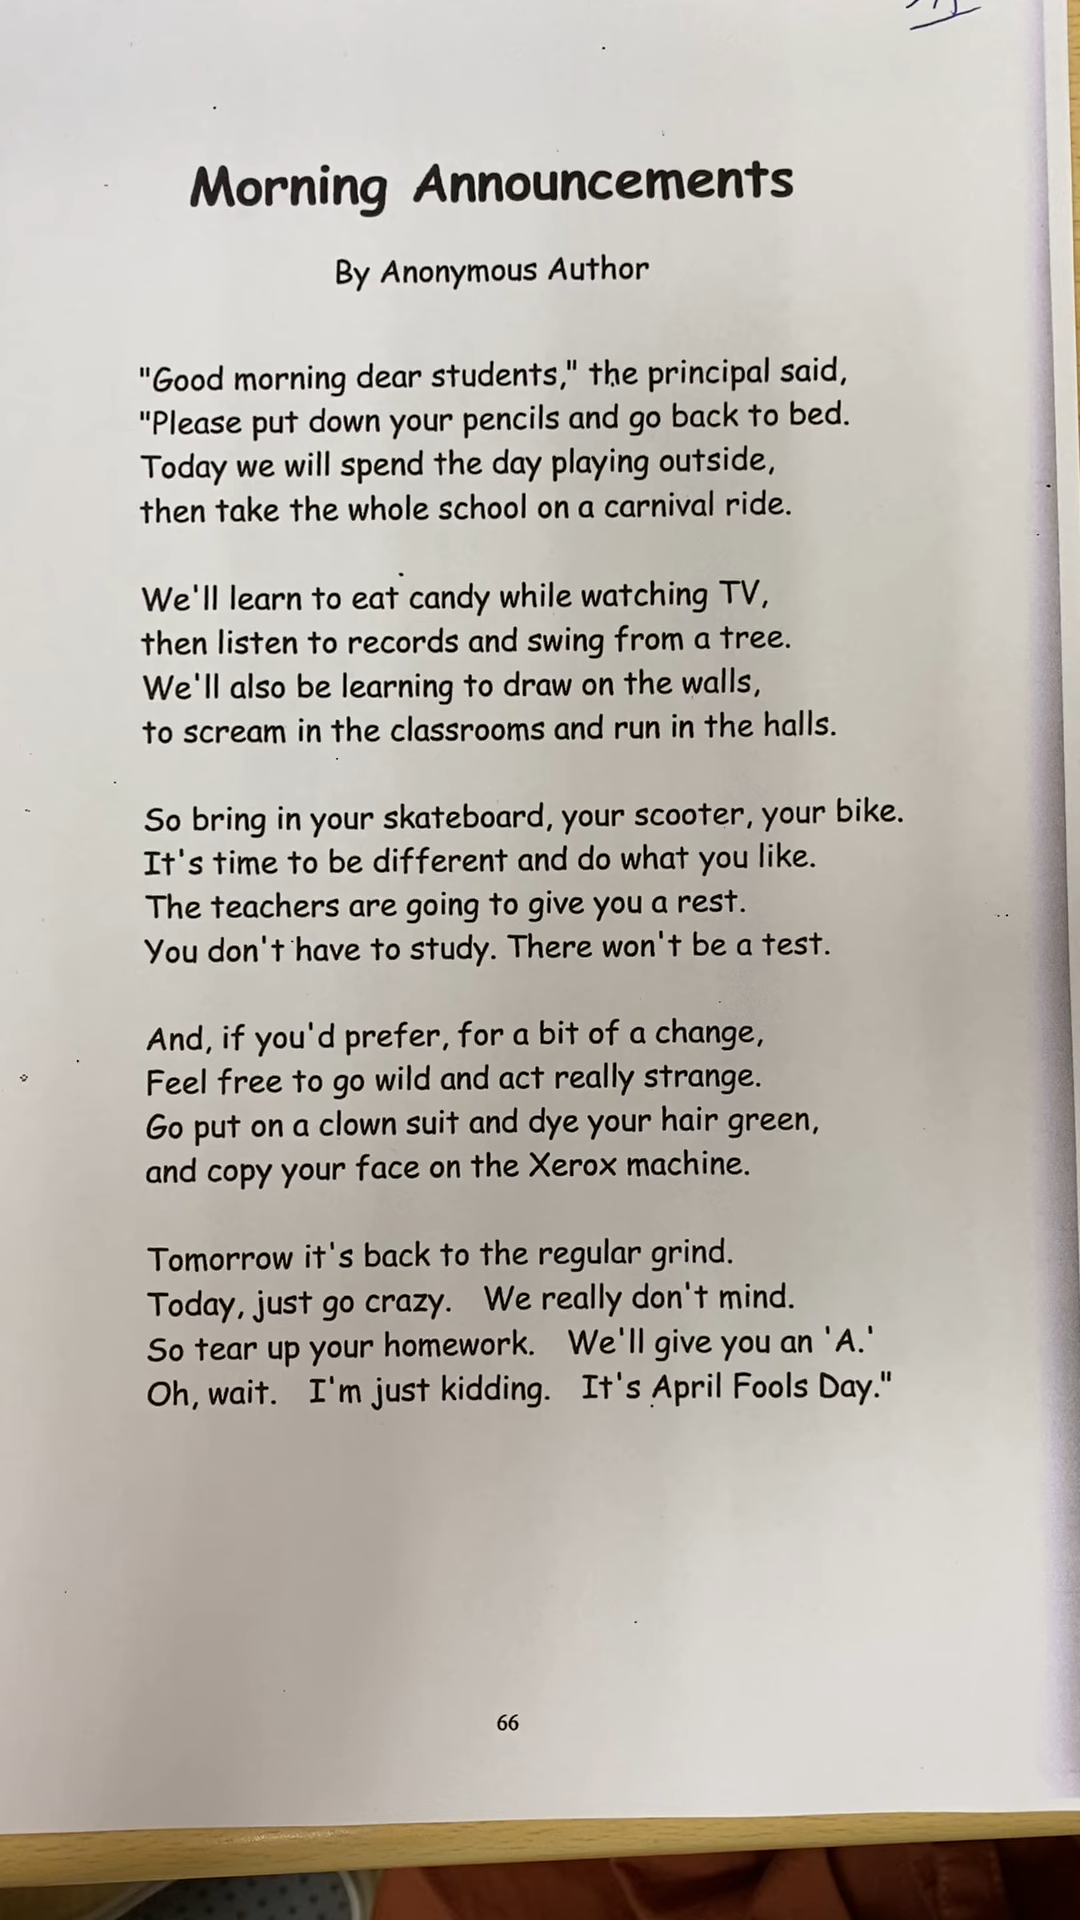 Morning Announcements
By Anonymous Author
"Good morning dear students," the principal said,
"Please put down your pencils and go back to bed.
Today we will spend the day playing outside,
then take the whole school on a carnival ride.
We'll learn to eat candy while watching TV,
then listen to records and swing from a tree.
We'll also be learning to draw on the walls,
to scream in the classrooms and run in the halls.
So bring in your skateboard, your scooter, your bike.
It's time to be different and do what you like.
The teachers are going to give you a rest.
You don't have to study. There won't be a test.
And, if you'd prefer, for a bit of a change,
Feel free to go wild and act really strange.
Go put on a clown suit and dye your hair green,
and copy your face on the Xerox machine.
Tomorrow it's back to the regular grind.
Today, just go crazy. We really don't mind.
So tear up your homework. We'll give you an 'A.'
Oh, wait. I'm just kidding. It's April Fools Day."
66